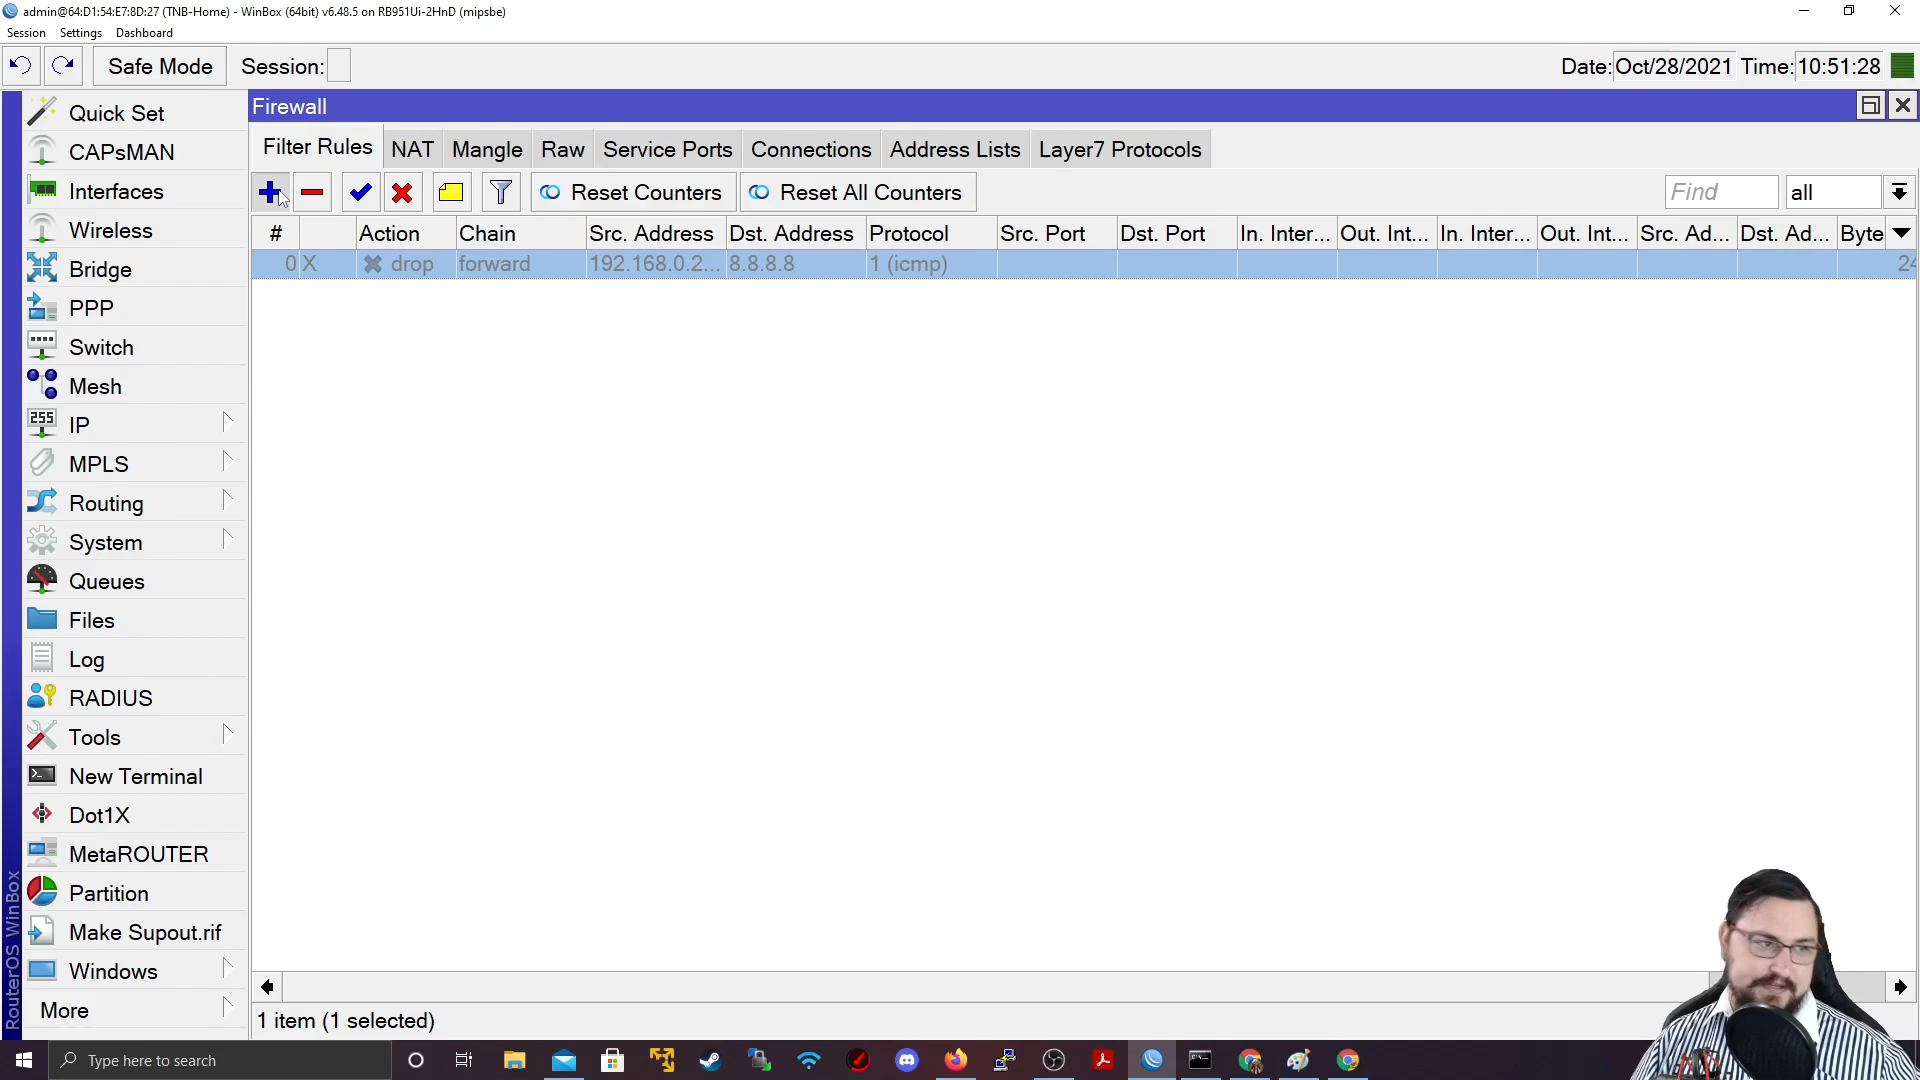 admin@64:D1:54:E7:8D:27 (TNB-Home) - WinBox (64bit) v6.48.5 on RB951Ui-2HnD (mipsbe)
Session Settings Dashboard
Safe Mode Session: Date: Oct/28/2021 Time: 10:51:28
Quick Set
CAPsMAN
Interfaces
Wireless
Bridge
PPP
Switch
Mesh
255 IP
MPLS
Routing
System
Queues
Files
Log
RADIUS
Tools
New Terminal
Dot1X
MetaROUTER
Partition
Make Supout.rif
Windows
More
RouterOS WinBox
Firewall
Filter Rules NAT Mangle Raw Service Ports Connections Address Lists Layer7 Protocols
Reset Counters Reset All Counters Find all
# Action Chain Src. Address Dst. Address Protocol Src. Port Dst. Port In. Inter... Out. Int... In. Inter... Out. Int... Src. Ad... Dst. Ad... Byte
0 X drop forward 192.168.0.2... 8.8.8.8 1 (icmp) 24
1 item (1 selected)
Type here to search